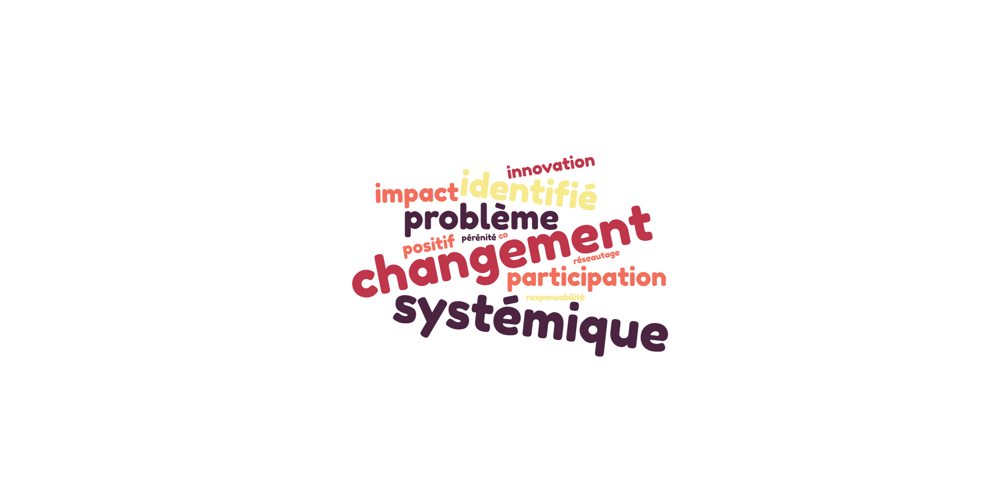 innovation
impact
identifié
problème
positif
pérénité
co
changement
réseautage
participation
responsabilité
systémique